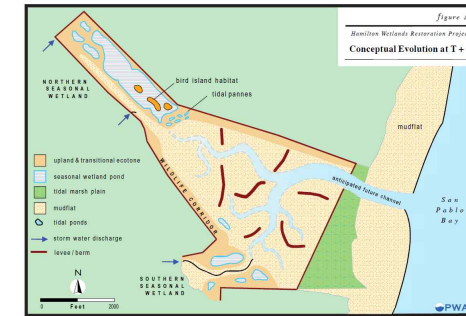 figure
Hamilton Wetlands Restoration Projec
Conceptual Evolution at T +
NORTHERN
SEASONAL
WETLAND
bird island habitat
tidal pannes
mudflat
WILDLIFE CORRIDOR
anticipated future channel
San
Pablo
Bay
upland & transitional ecotone
seasonal wetland pond
tidal marsh plain
mudflat
tidal ponds
storm water discharge
levee / berm
SOUTHERN
SEASONAL
WETLAND
N
0 Feet 2000
PWA